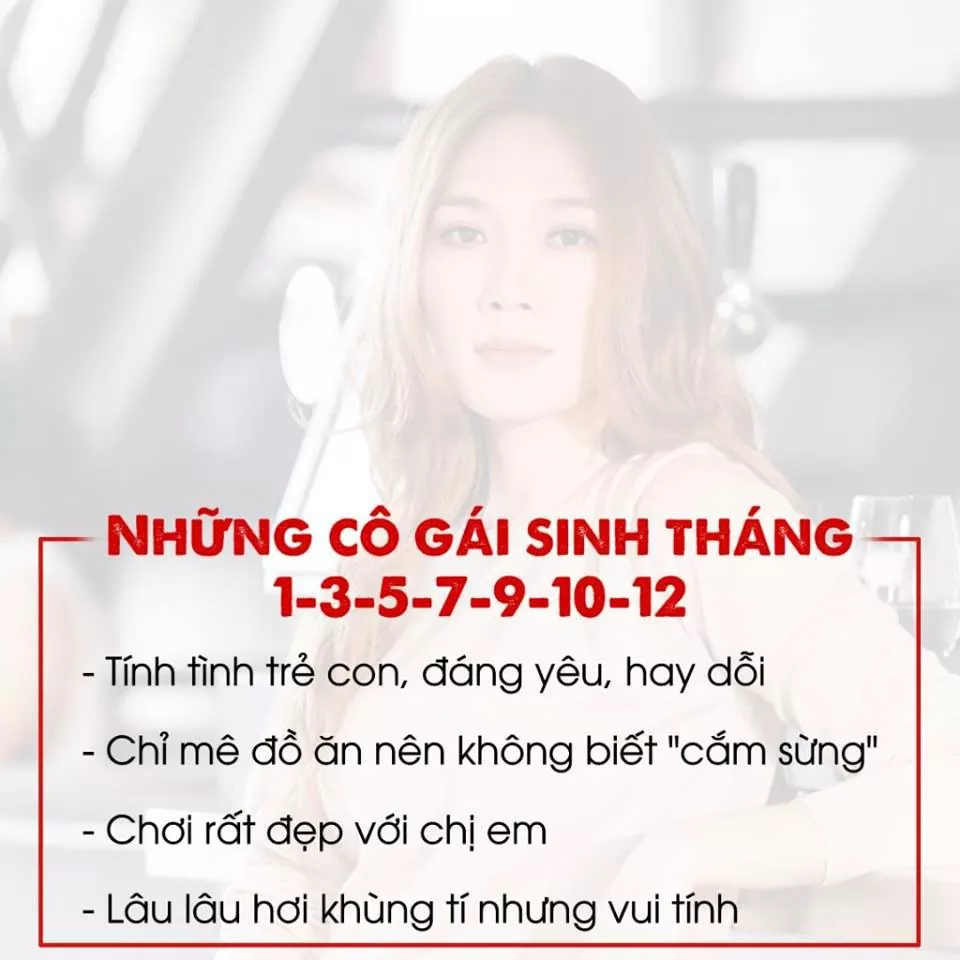 NHỮNG CÔ GÁI SINH THÁNG
1-3-5-7-9-10-12
- Tính tình trẻ con, đáng yêu, hay dỗi
- Chỉ mê đồ ăn nên không biết "cắm sừng"
- Chơi rất đẹp với chị em
- Lâu lâu hơi khùng tí nhưng vui tính